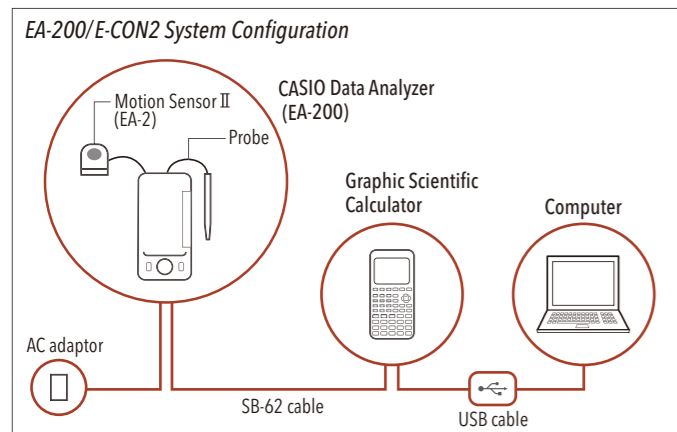 EA-200/E-CON2 System Configuration
Motion Sensor Ⅱ
(EA-2)
Probe
CASIO Data Analyzer
(EA-200)
Graphic Scientific
Calculator
Computer
AC adaptor
SB-62 cable
USB cable